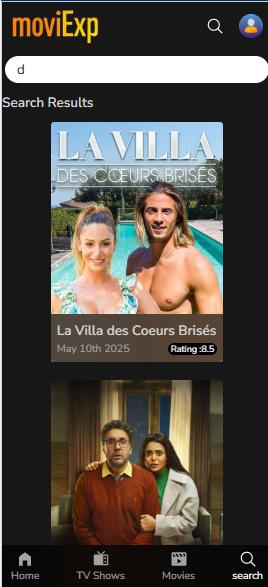 moviExp
d
Search Results
LA VILLA
DES CŒURS BRISÉS
La Villa des Coeurs Brisés
May 10th 2025
Rating :8.5
Home
TV Shows
Movies
search